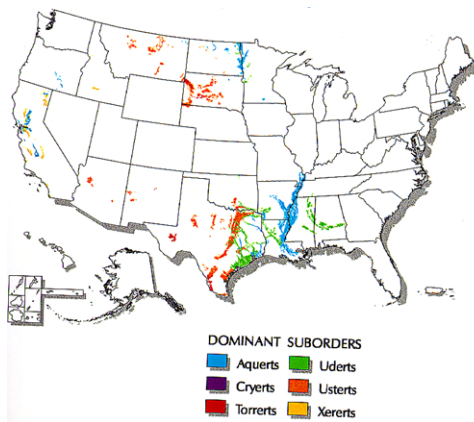 DOMINANT SUBORDERS
Aquerts Uderts
Cryerts Usterts
Torrerts Xererts